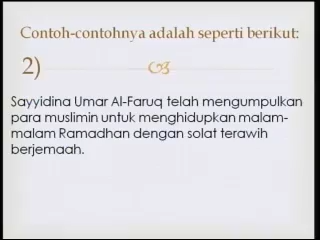 Contoh-contohnya adalah seperti berikut:
2)
Sayyidina Umar Al-Faruq telah mengumpulkan
para muslimin untuk menghidupkan malam-
malam Ramadhan dengan solat terawih
berjemaah.